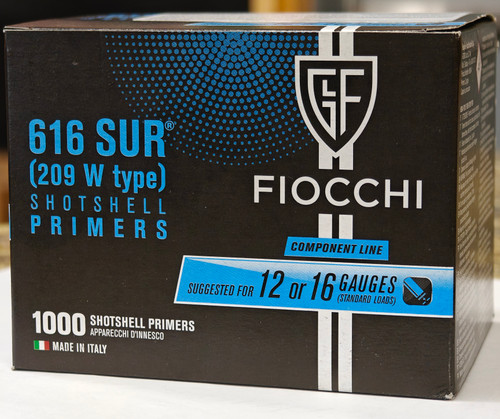 616 SUR®
(209 W type)
SHOTSHELL
PRIMERS
GLF
FIOCCHI
COMPONENT LINE
SUGGESTED FOR 12 or 16 GAUGES
(STANDARD LOADS)
1000 SHOTSHELL PRIMERS
APPARECCHI D'INNESCO
MADE IN ITALY